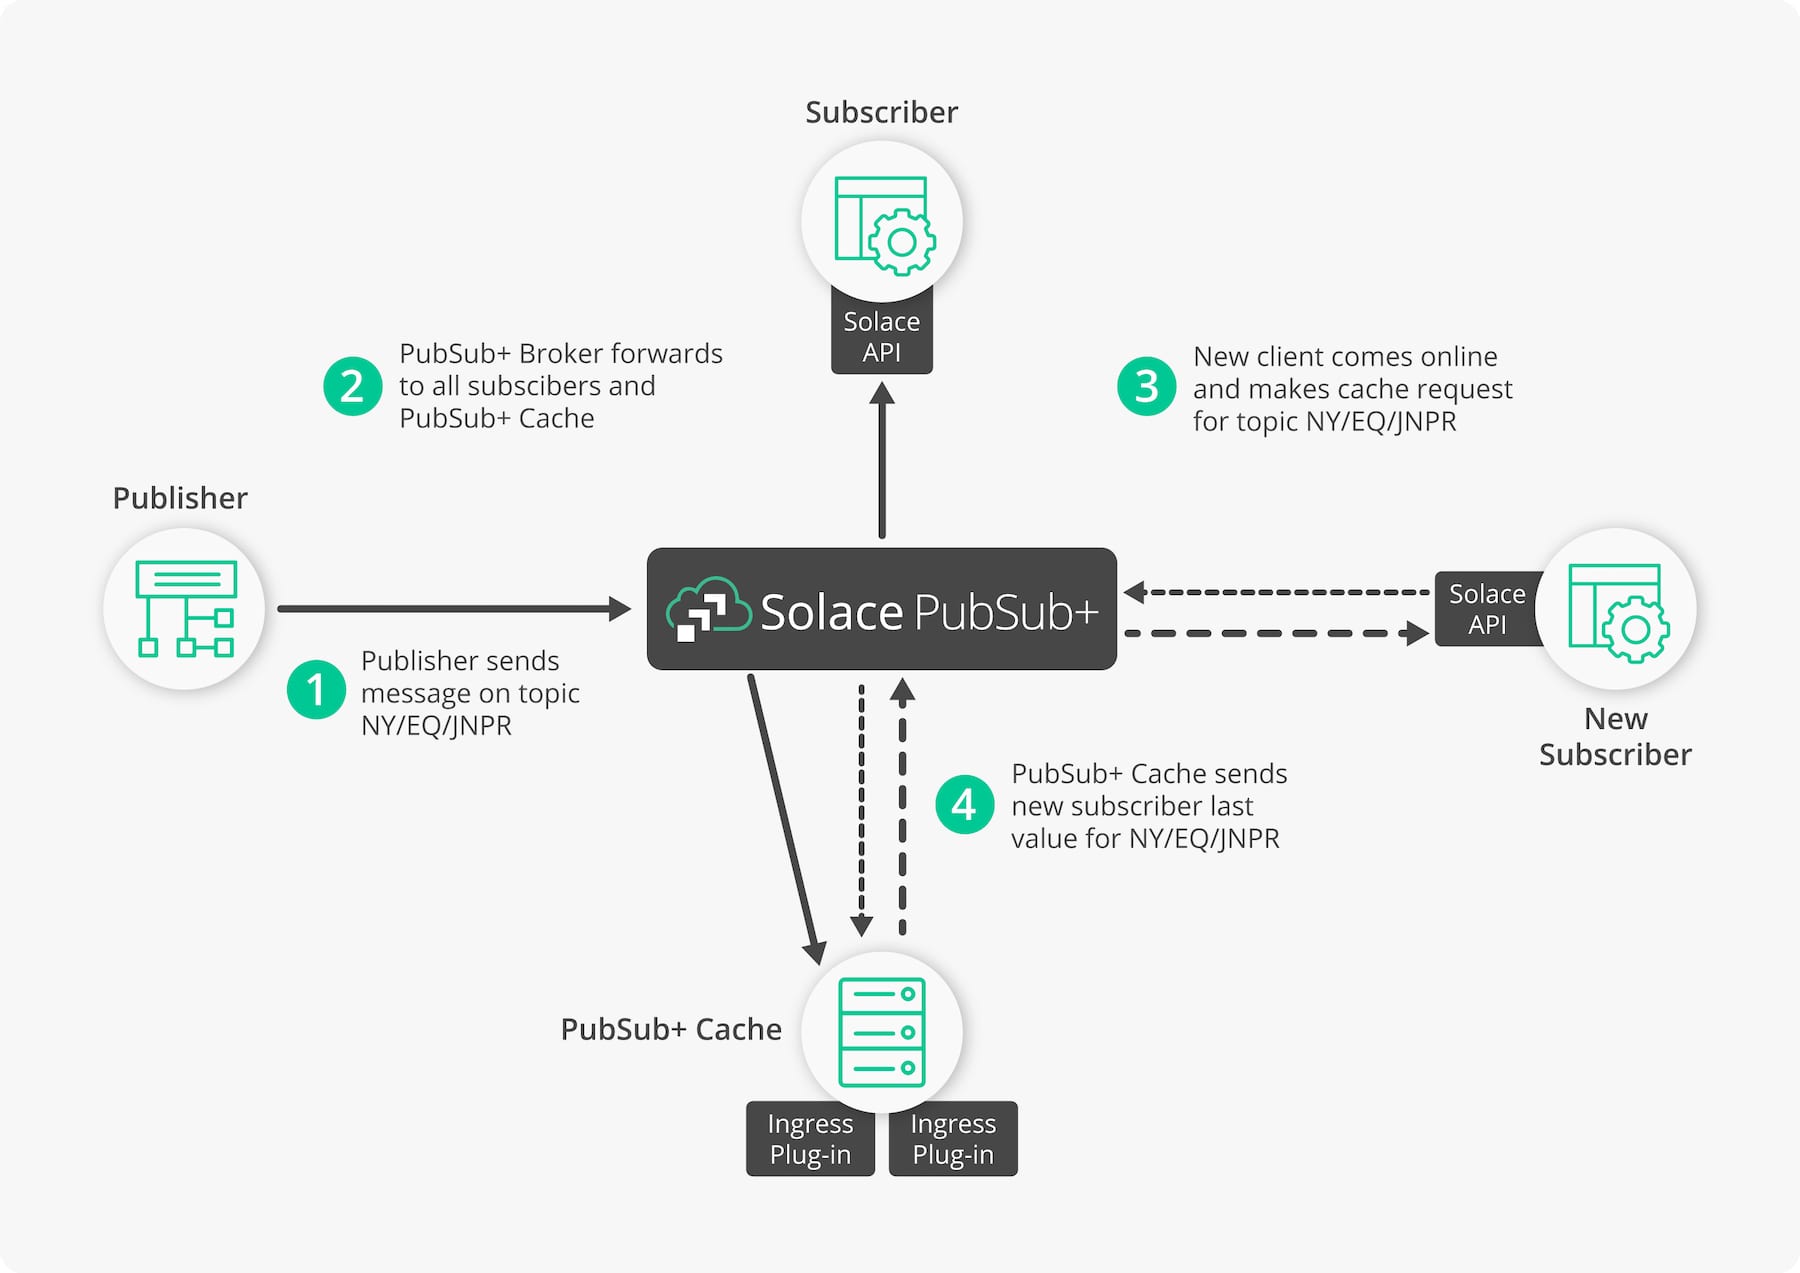 Subscriber
Solace
API
2
PubSub+ Broker forwards
to all subscibers and
PubSub+ Cache
3
New client comes online
and makes cache request
for topic NY/EQ/JNPR
Publisher
Solace PubSub+
Solace
API
1
Publisher sends
message on topic
NY/EQ/JNPR
New
Subscriber
4
PubSub+ Cache sends
new subscriber last
value for NY/EQ/JNPR
PubSub+ Cache
Ingress
Plug-in
Ingress
Plug-in